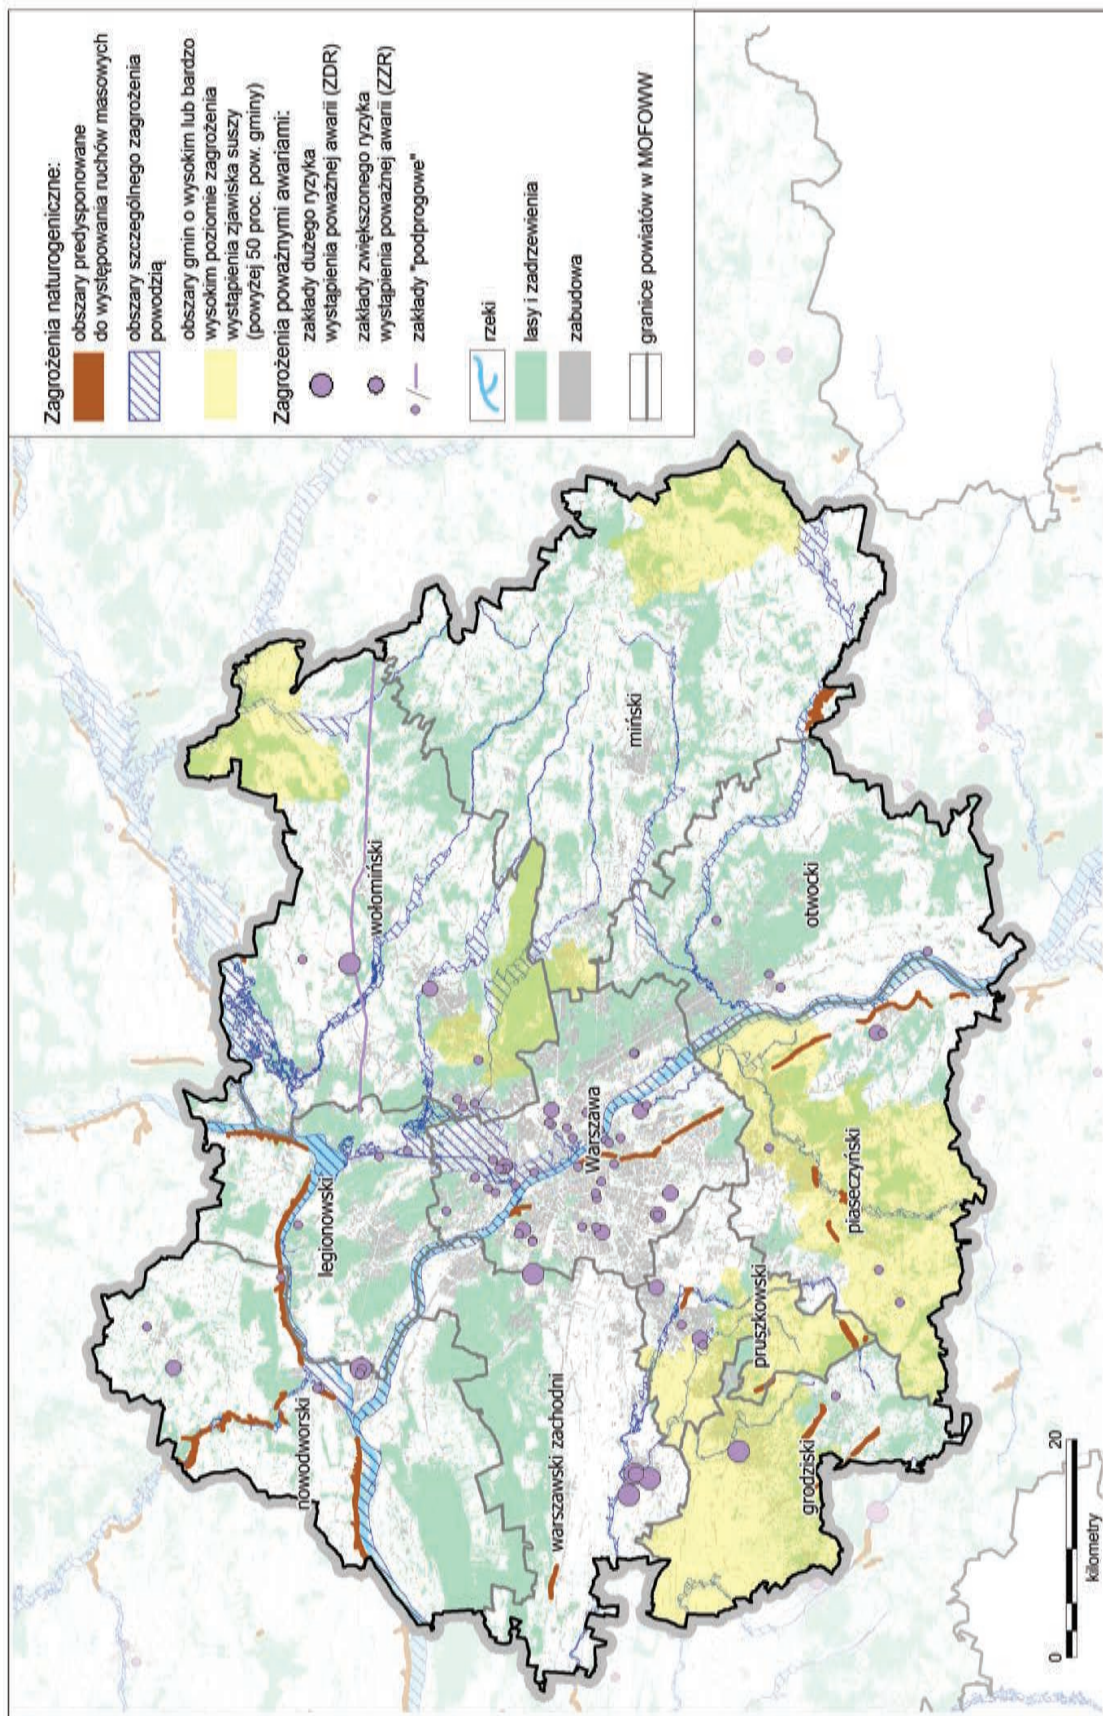 Zagrożenia naturogeniczne:
obszary predysponowane
do występowania ruchów masowych
obszary szczególnego zagrożenia
powodzią
obszary gmin o wysokim lub bardzo
wysokim poziomie zagrożenia
wystąpienia zjawiska suszy
(powyżej 50 proc. pow. gminy)
Zagrożenia poważnymi awariami:
zakłady dużego ryzyka
wystąpienia poważnej awarii (ZDR)
zakłady zwiększonego ryzyka
wystąpienia poważnej awarii (ZZR)
zakłady "podprogowe"
rzeki
lasy i zadrzewienia
zabudowa
granice powiatów w MOFOWW
nowodworski
legionowski
wołomiński
warszawski zachodni
Warszawa
miński
pruszkowski
grodziski
piaseczyński
otwocki
0
20
kilometry